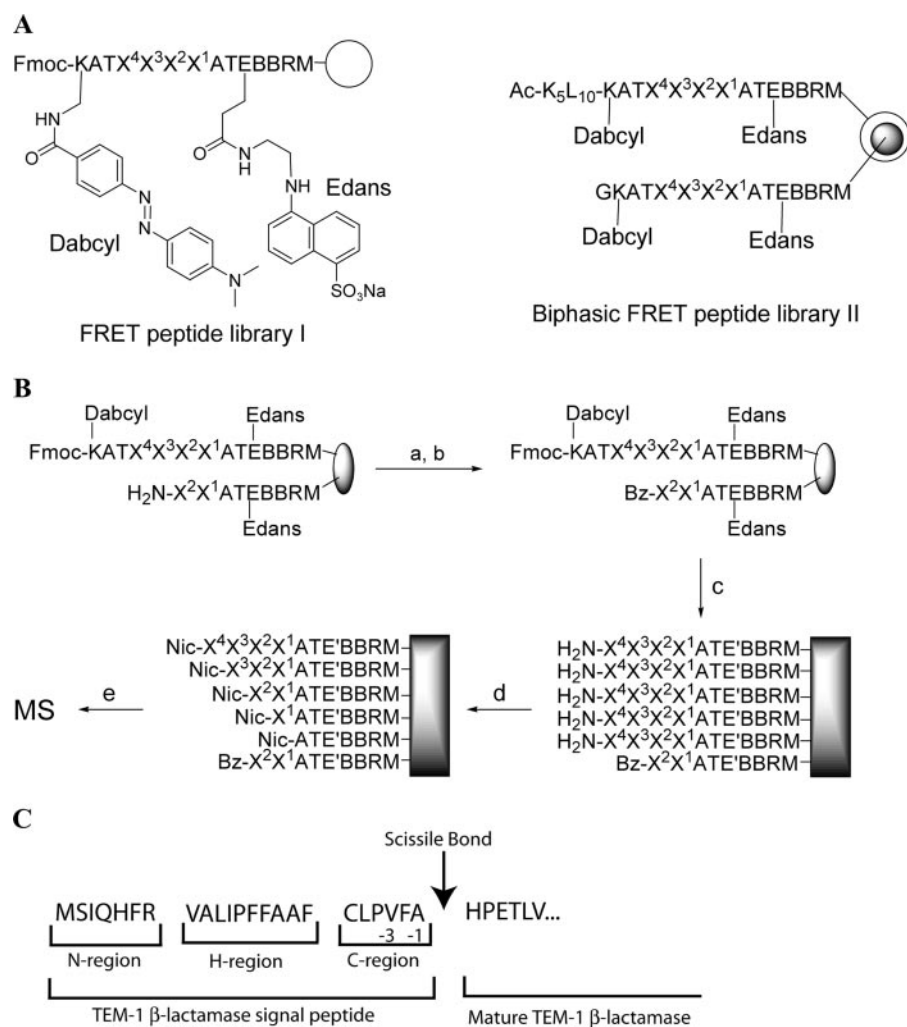 A
Fmoc-KATX⁴X³X²X¹ATEBBRM
HN
O
N
N
Dabcyl
N
O
NH
NH
Edans
SO₃Na
FRET peptide library I
Ac-K₅L₁₀-KATX⁴X³X²X¹ATEBBRM
Dabcyl
Edans
GKATX⁴X³X²X¹ATEBBRM
Dabcyl
Edans
Biphasic FRET peptide library II
B
Dabcyl
Edans
Fmoc-KATX⁴X³X²X¹ATEBBRM
H₂N-X²X¹ATEBBRM
Edans
a, b
Dabcyl
Edans
Fmoc-KATX⁴X³X²X¹ATEBBRM
Bz-X²X¹ATEBBRM
Edans
c
H₂N-X⁴X³X²X¹ATE'BBRM
H₂N-X⁴X³X²X¹ATE'BBRM
H₂N-X⁴X³X²X¹ATE'BBRM
H₂N-X⁴X³X²X¹ATE'BBRM
H₂N-X⁴X³X²X¹ATE'BBRM
Bz-X²X¹ATE'BBRM
d
Nic-X⁴X³X²X¹ATE'BBRM
Nic-X³X²X¹ATE'BBRM
Nic-X²X¹ATE'BBRM
Nic-X¹ATE'BBRM
Nic-ATE'BBRM
Bz-X²X¹ATE'BBRM
e
MS
C
Scissile Bond
MSIQHFR VALIPFFAAF CLPVFA HPETLV...
-3 -1
N-region H-region C-region
TEM-1 β-lactamase signal peptide Mature TEM-1 β-lactamase